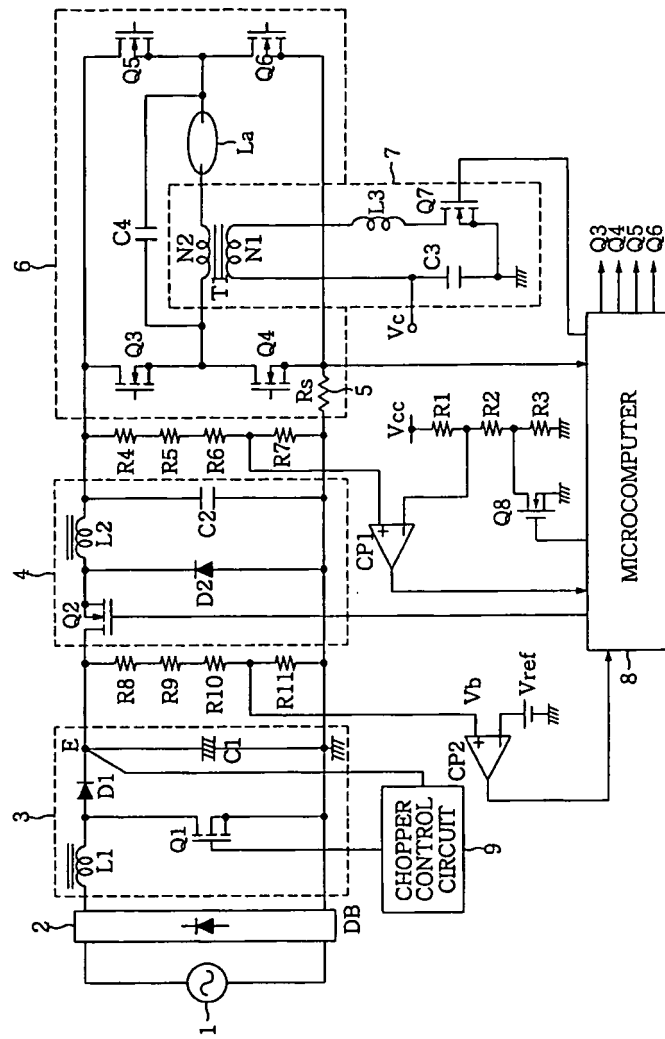 6
Q5
Q6
C4
La
7
N2
T
N1
L3
Q7
C3
Vc
Q3
Q4
Rs
5
R4
R5
R6
R7
Q3
Q4
Q5
Q6
4
L2
Q2
C2
D2
CP1
+
-
Vcc
R1
R2
R3
Q8
MICROCOMPUTER
8
R8
R9
R10
R11
Vb
Vref
CP2
+
-
3
E
D1
L1
C1
Q1
CHOPPER
CONTROL
CIRCUIT
9
2
DB
1